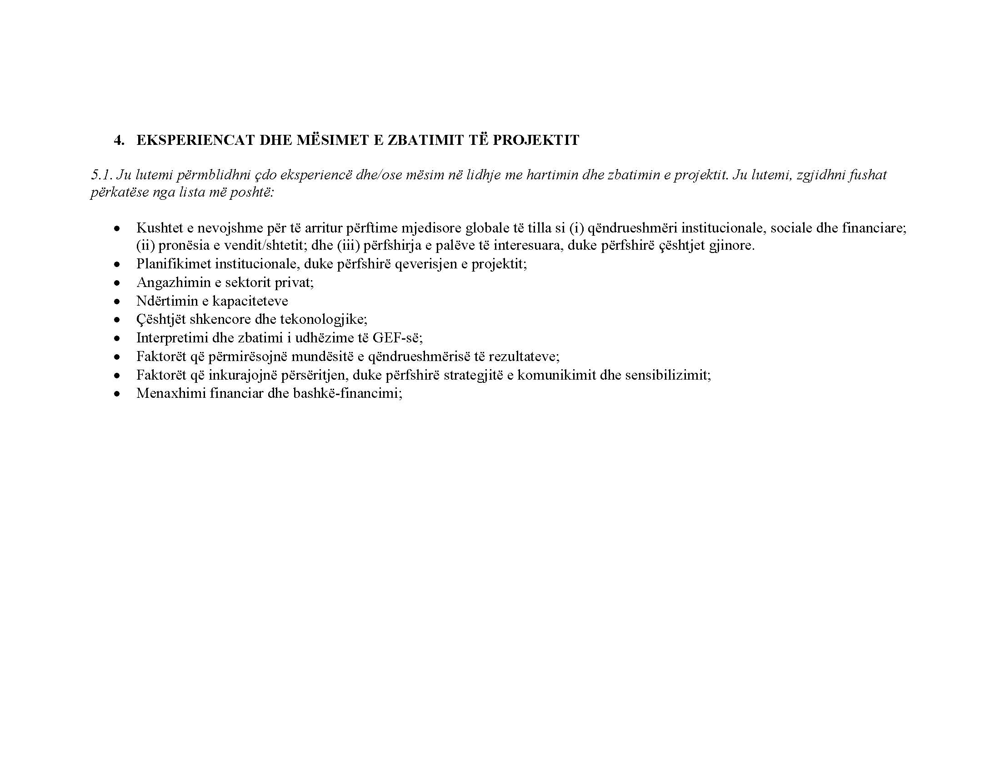 4. EKSPERIENCAT DHE MËSIMET E ZBATIMIT TË PROJEKTIT
5.1. Ju lutemi përmblidhni çdo eksperiencë dhe/ose mësim në lidhje me hartimin dhe zbatimin e projektit. Ju lutemi, zgjidhni fushat
përkatëse nga lista më poshtë:
• Kushtet e nevojshme për të arritur përftime mjedisore globale të tilla si (i) qëndrueshmëri institucionale, sociale dhe financiare;
(ii) pronësia e vendit/shtetit; dhe (iii) përfshirja e palëve të interesuara, duke përfshirë çështjet gjinore.
• Planifikimet institucionale, duke përfshirë qeverisjen e projektit;
• Angazhimin e sektorit privat;
• Ndërtimin e kapaciteteve
• Çështjët shkencore dhe tekonologjike;
• Interpretimi dhe zbatimi i udhëzime të GEF-së;
• Faktorët që përmirësojnë mundësitë e qëndrueshmërisë të rezultateve;
• Faktorët që inkurajojnë përsëritjen, duke përfshirë strategjitë e komunikimit dhe sensibilizimit;
• Menaxhimi financiar dhe bashkë-financimi;